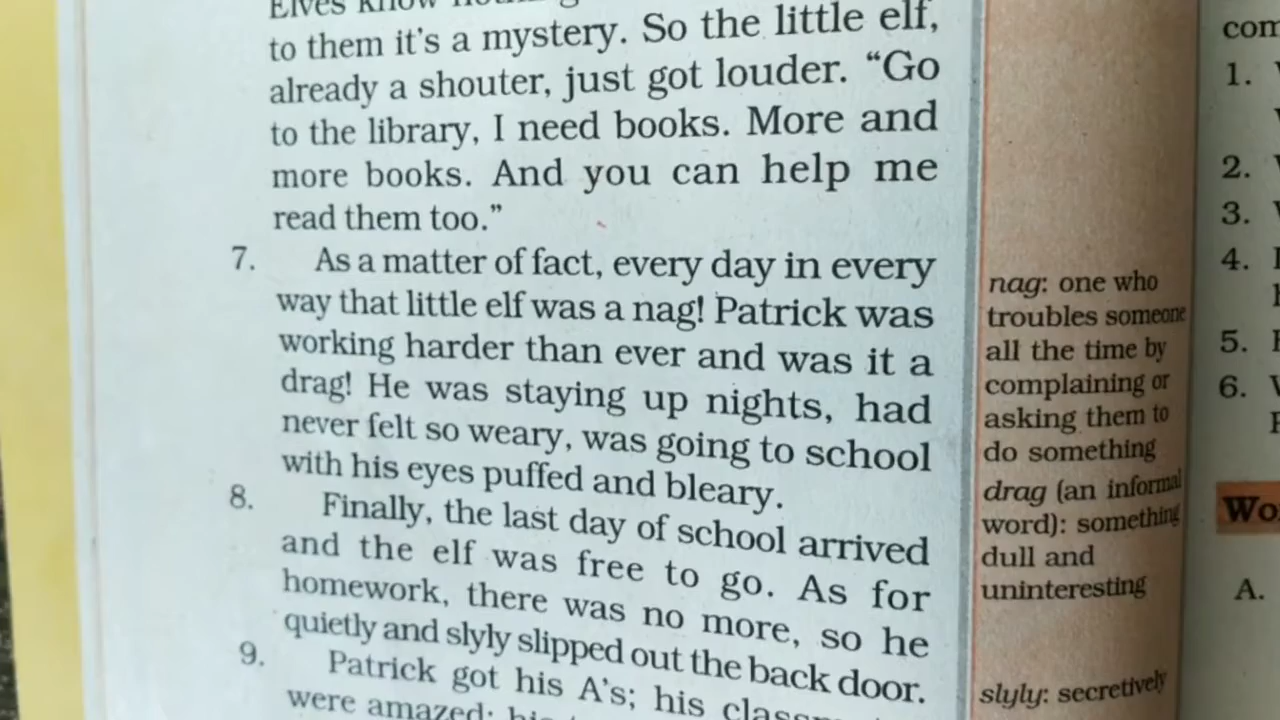 Elves know
to them it's a mystery. So the little elf,
already a shouter, just got louder. “Go
to the library, I need books. More and
more books. And you can help me
read them too.”
7. As a matter of fact, every day in every
way that little elf was a nag! Patrick was
working harder than ever and was it a
drag! He was staying up nights, had
never felt so weary, was going to school
with his eyes puffed and bleary.
8. Finally, the last day of school arrived
and the elf was free to go. As for
homework, there was no more, so he
quietly and slyly slipped out the back door.
9. Patrick got his A's; his
were amazed;
nag: one who
troubles someone
all the time by
complaining or
asking them to
do something
drag (an informal
word): something
dull and
uninteresting
slyly: secretively
1.
2.
3.
4.
5.
6.
A.